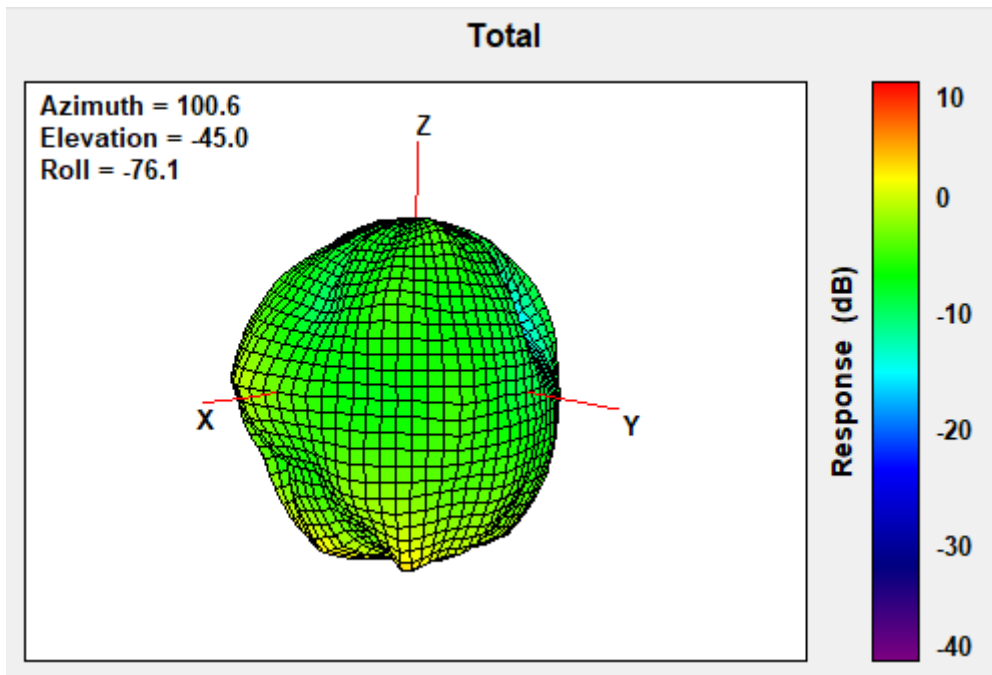 Total
Azimuth = 100.6
Elevation = -45.0
Roll = -76.1
Z
X
Y
Response (dB)
10
0
-10
-20
-30
-40